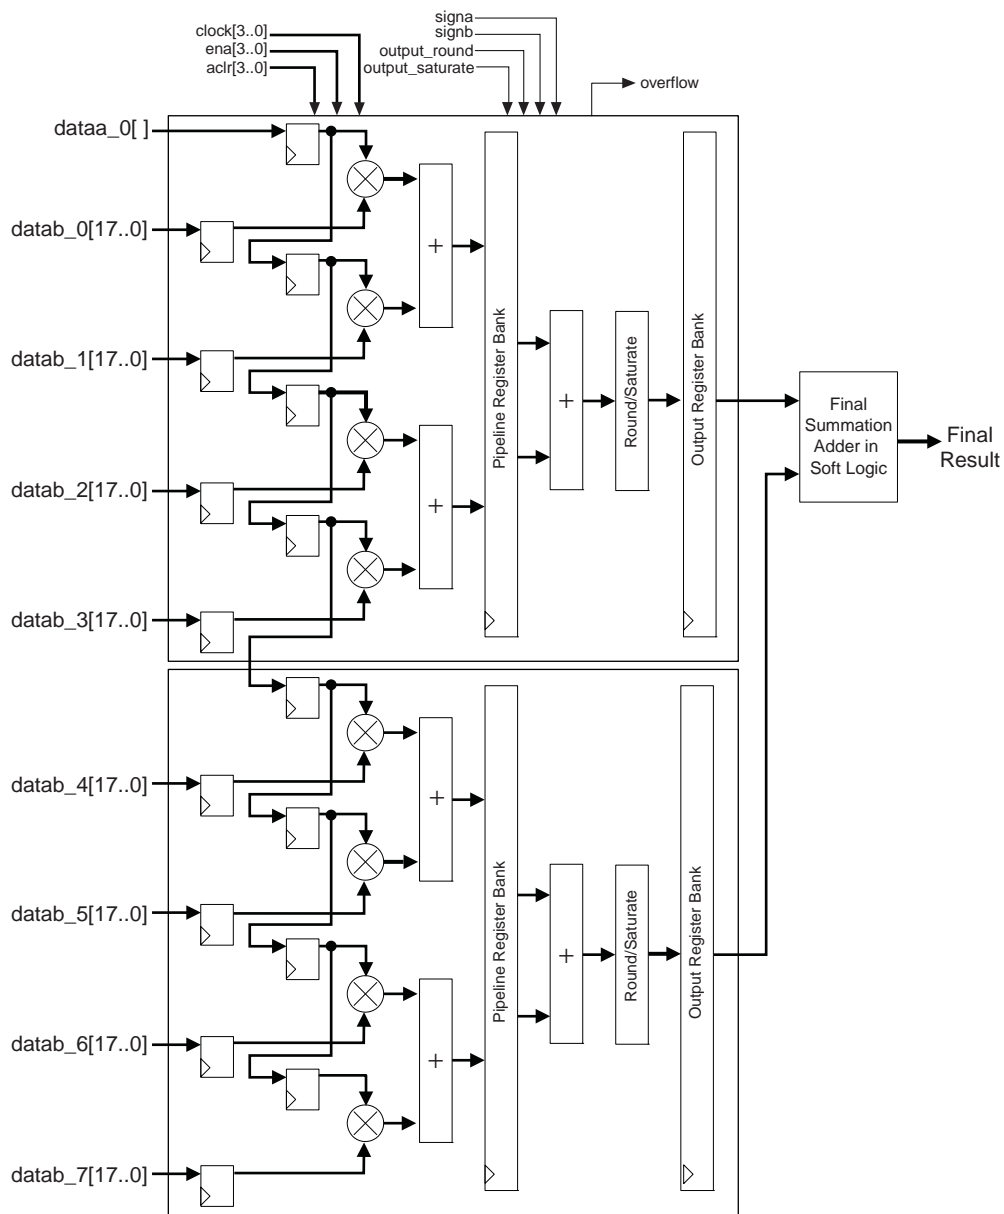 clock[3..0]
ena[3..0]
aclr[3..0]
signa
signb
output_round
output_saturate
overflow
dataa_0[ ]
datab_0[17..0]
+
datab_1[17..0]
Pipeline Register Bank
+
Round/Saturate
Output Register Bank
Final
Summation
Adder in
Soft Logic
Final
Result
datab_2[17..0]
+
datab_3[17..0]
datab_4[17..0]
+
datab_5[17..0]
Pipeline Register Bank
+
Round/Saturate
Output Register Bank
datab_6[17..0]
+
datab_7[17..0]